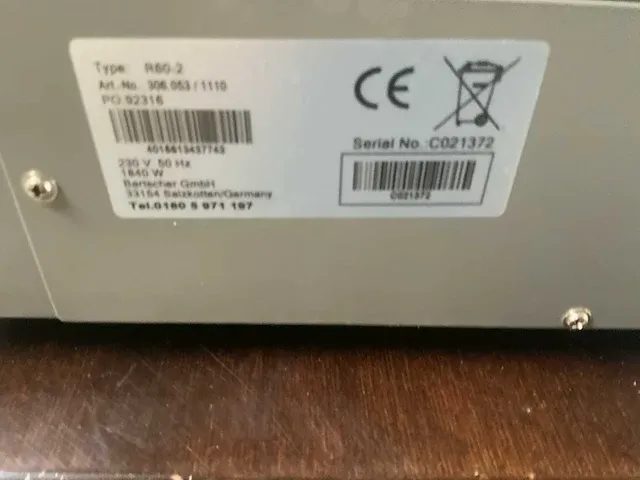 Type: R60-2
Art.-No. 306.053 / 1110
PO.92316
4015613437743
230 V 50 Hz
1840 W
Bartscher GmbH
33154 Salzkotten/Germany
Tel.0180 5 971 197
CE
Serial No.:C021372
C021372